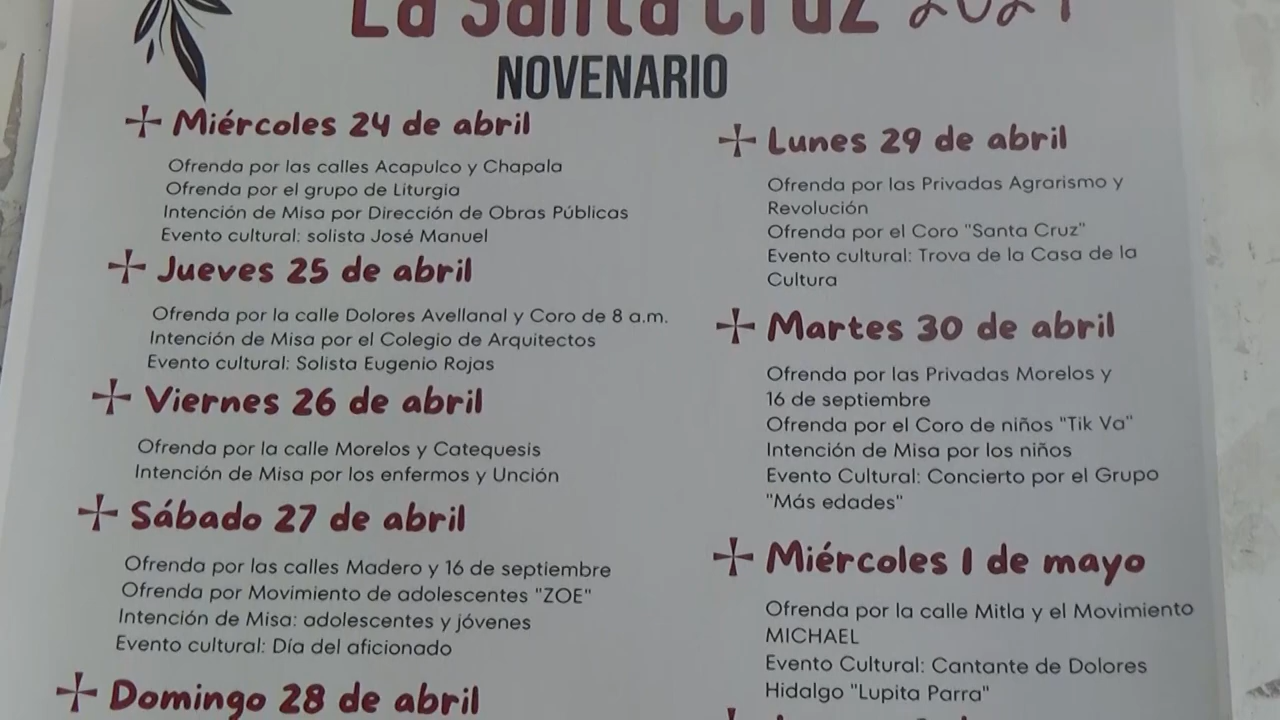 La Santa Cruz 2024
NOVENARIO
Miércoles 24 de abril
Ofrenda por las calles Acapulco y Chapala
Ofrenda por el grupo de Liturgia
Intención de Misa por Dirección de Obras Públicas
Evento cultural: solista José Manuel
Jueves 25 de abril
Ofrenda por la calle Dolores Avellanal y Coro de 8 a.m.
Intención de Misa por el Colegio de Arquitectos
Evento cultural: Solista Eugenio Rojas
Viernes 26 de abril
Ofrenda por la calle Morelos y Catequesis
Intención de Misa por los enfermos y Unción
Sábado 27 de abril
Ofrenda por las calles Madero y 16 de septiembre
Ofrenda por Movimiento de adolescentes "ZOE"
Intención de Misa: adolescentes y jóvenes
Evento cultural: Día del aficionado
Domingo 28 de abril
Lunes 29 de abril
Ofrenda por las Privadas Agrarismo y
Revolución
Ofrenda por el Coro "Santa Cruz"
Evento cultural: Trova de la Casa de la
Cultura
Martes 30 de abril
Ofrenda por las Privadas Morelos y
16 de septiembre
Ofrenda por el Coro de niños "Tik Va"
Intención de Misa por los niños
Evento Cultural: Concierto por el Grupo
"Más edades"
Miércoles 1 de mayo
Ofrenda por la calle Mitla y el Movimiento
MICHAEL
Evento Cultural: Cantante de Dolores
Hidalgo "Lupita Parra"